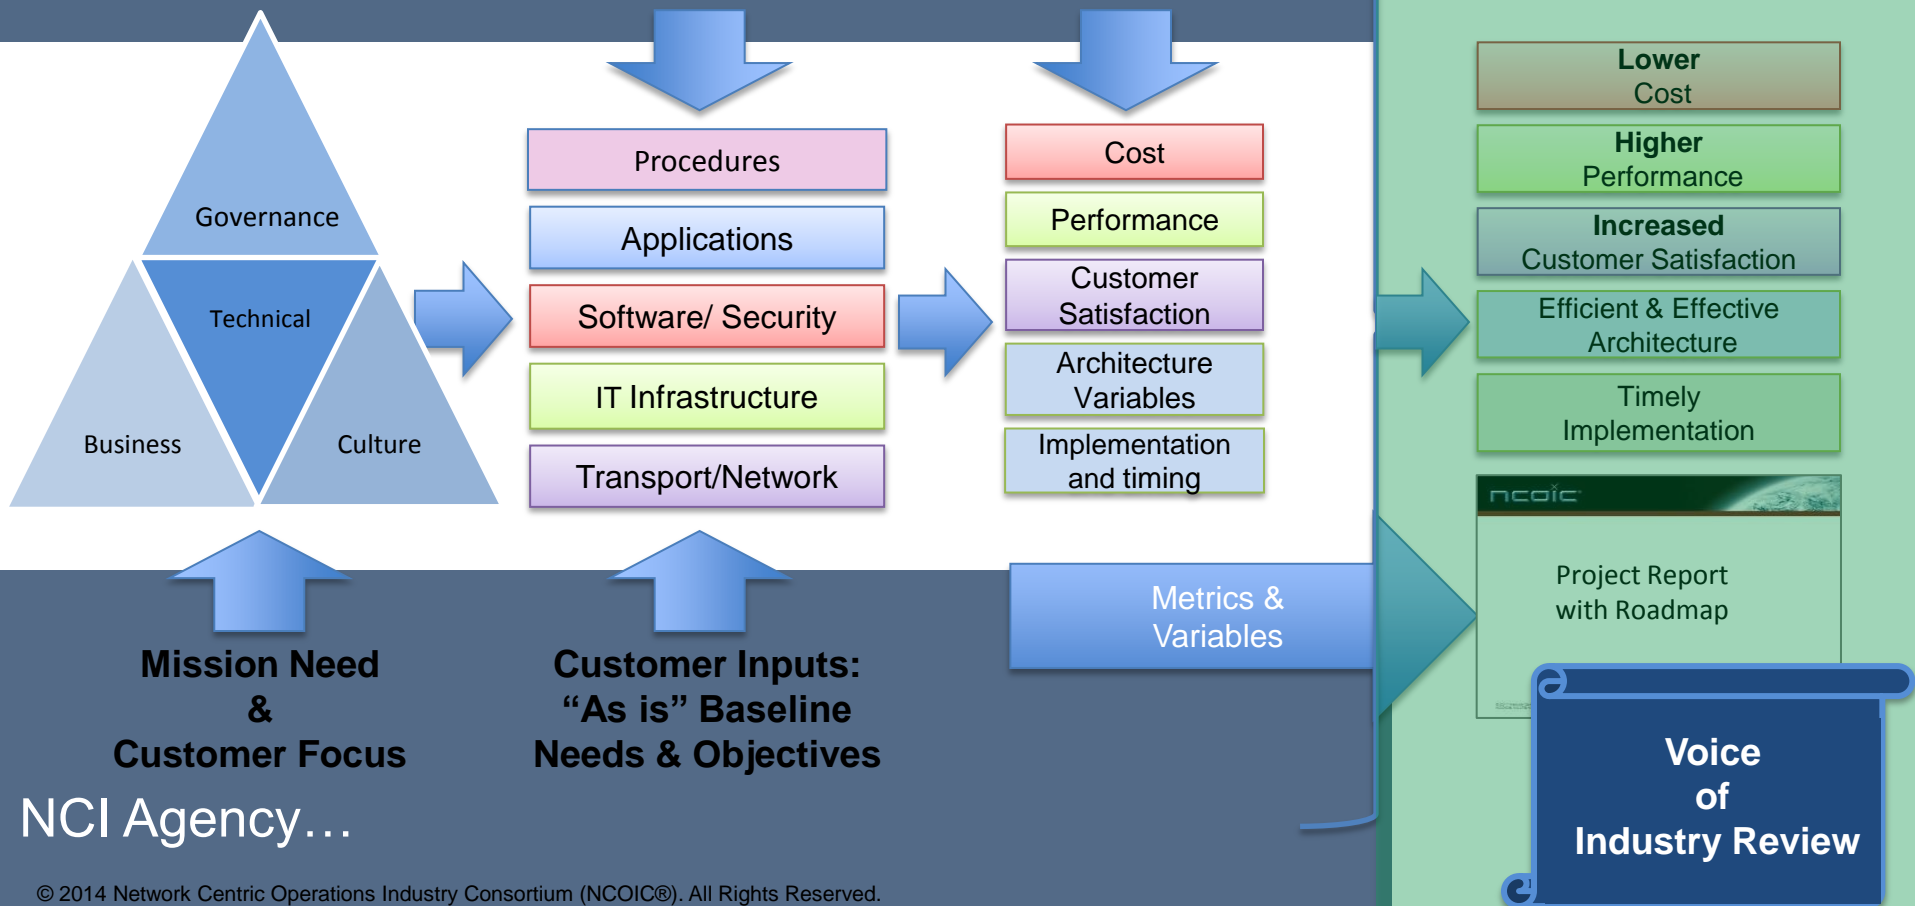 Governance
Technical
Business
Culture
Procedures
Applications
Software/ Security
IT Infrastructure
Transport/Network
Cost
Performance
Customer
Satisfaction
Architecture
Variables
Implementation
and timing
Lower
Cost
Higher
Performance
Increased
Customer Satisfaction
Efficient & Effective
Architecture
Timely
Implementation
ncoic
Project Report
with Roadmap
Metrics &
Variables
Mission Need
&
Customer Focus
Customer Inputs:
“As is” Baseline
Needs & Objectives
Voice
of
Industry Review
NCI Agency…
© 2014 Network Centric Operations Industry Consortium (NCOIC®). All Rights Reserved.